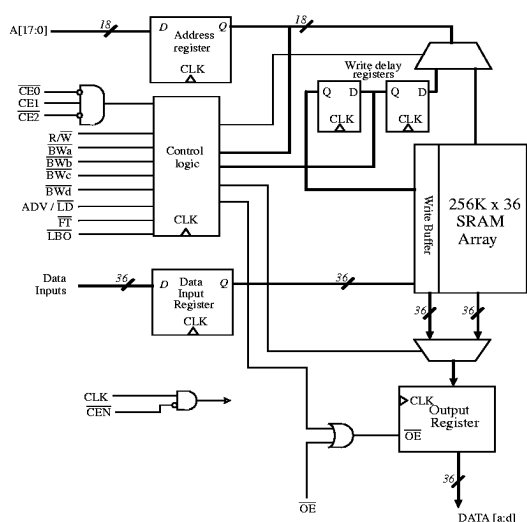 A[17:0]
18
D
Q
Address
register
CLK
18
Write delay
registers
Q D
CLK
Q D
CLK
CE0
CE1
CE2
R/W
BWa
BWb
BWc
BWd
ADV / LD
FT
LBO
Control
logic
CLK
Write Buffer
256K x 36
SRAM
Array
Data
Inputs
36
D
Q
Data
Input
Register
CLK
36
36
36
CLK
CEN
CLK
Output
Register
OE
OE
36
DATA [a:d]